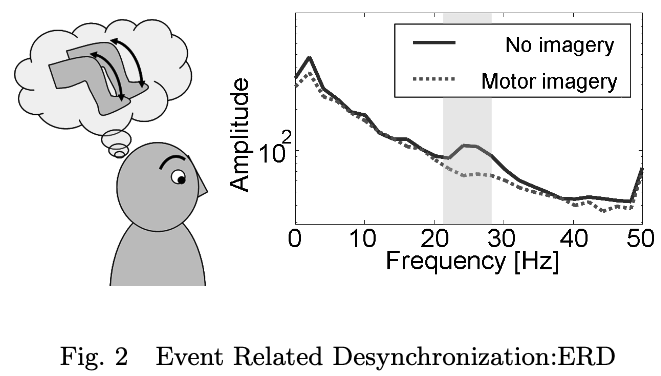 No imagery
Motor imagery
Amplitude
10^2
0 10 20 30 40 50
Frequency [Hz]
Fig. 2 Event Related Desynchronization:ERD